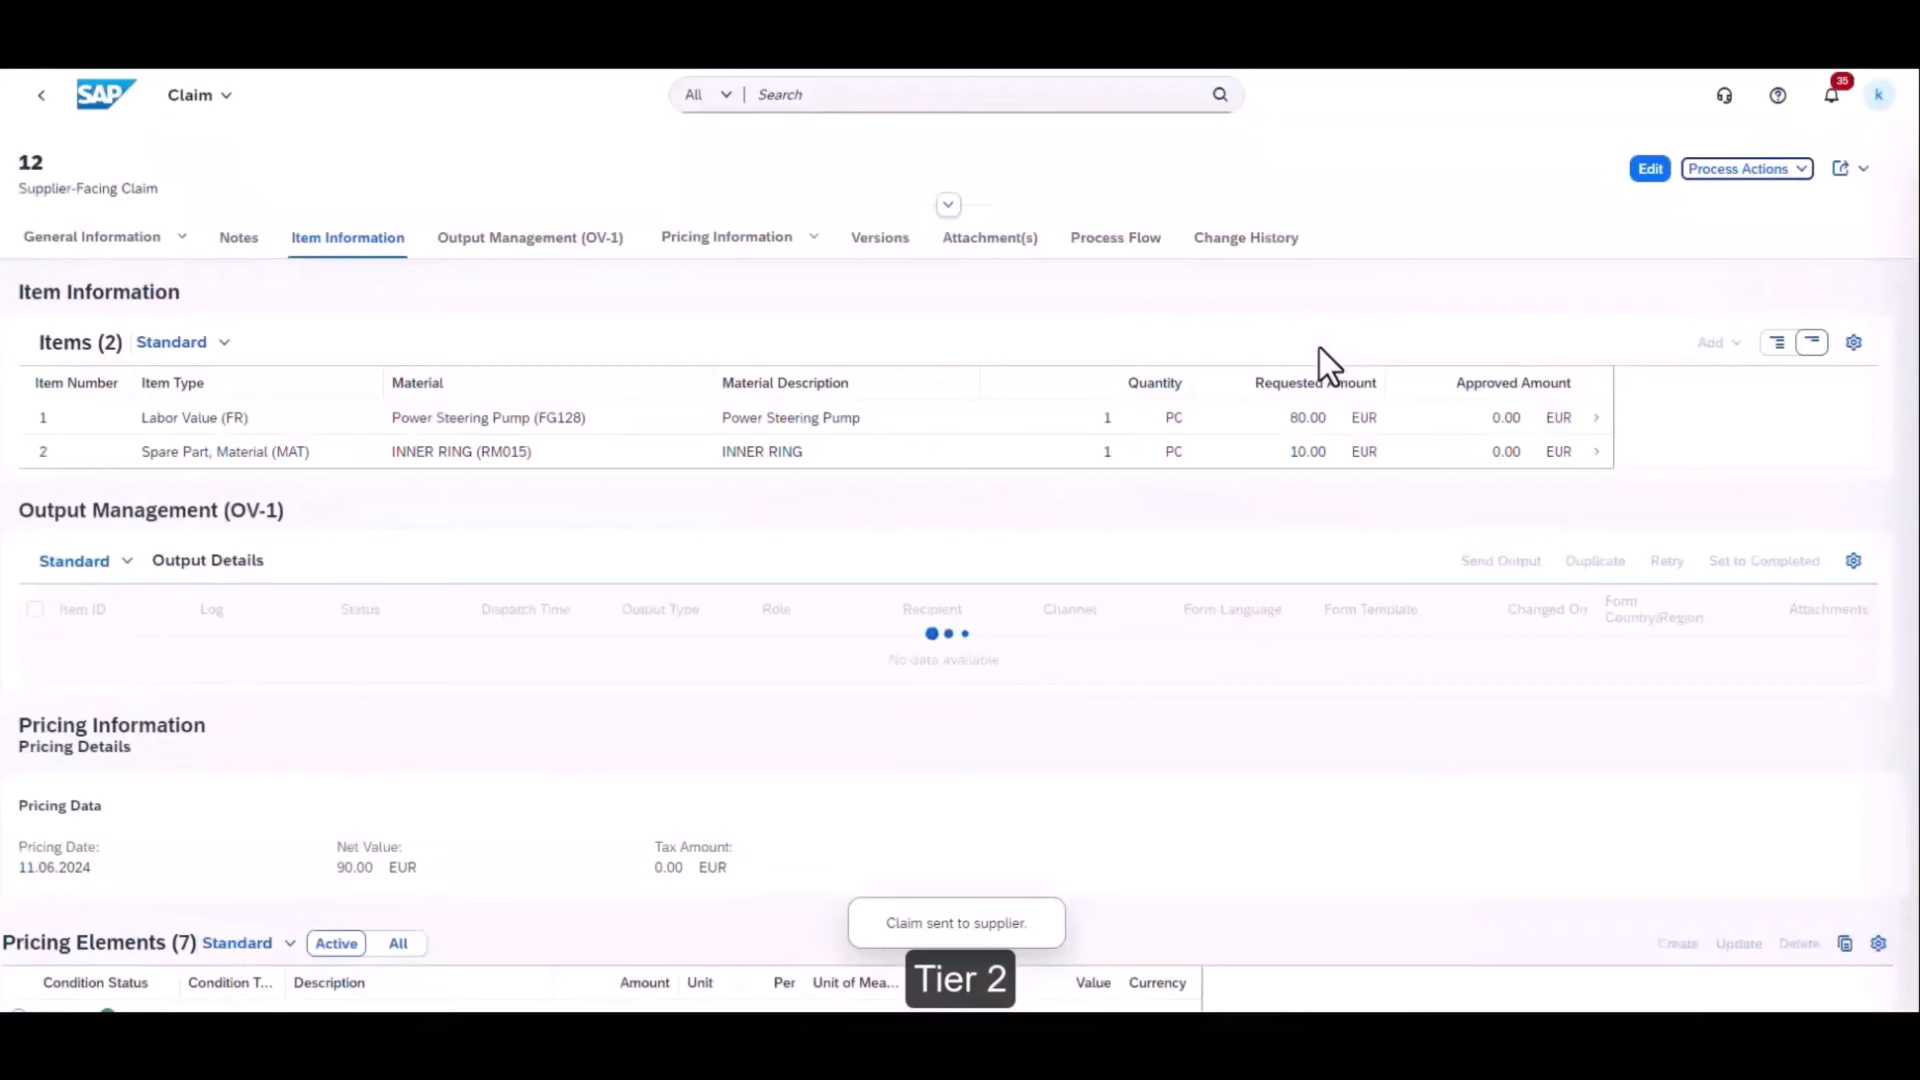 SAP Claim All Search 35 k
12
Supplier-Facing Claim
Edit Process Actions
General Information Notes Item Information Output Management (OV-1) Pricing Information Versions Attachment(s) Process Flow Change History
Item Information
Items (2) Standard Add
Item Number Item Type Material Material Description Quantity Requested Amount Approved Amount
1 Labor Value (FR) Power Steering Pump (FG128) Power Steering Pump 1 PC 80.00 EUR 0.00 EUR
2 Spare Part, Material (MAT) INNER RING (RM015) INNER RING 1 PC 10.00 EUR 0.00 EUR
Output Management (OV-1)
Standard Output Details Send Output Duplicate Retry Set to Completed
Item ID Log Status Dispatch Time Output Type Role Recipient Channel Form Language Form Template Changed On Form Country/Region Attachments
No data available
Pricing Information
Pricing Details
Pricing Data
Pricing Date: Net Value: Tax Amount:
11.06.2024 90.00 EUR 0.00 EUR
Claim sent to supplier.
Pricing Elements (7) Standard Active All Create Update Delete
Condition Status Condition T... Description Amount Unit Per Unit of Mea... Value Currency
Tier 2